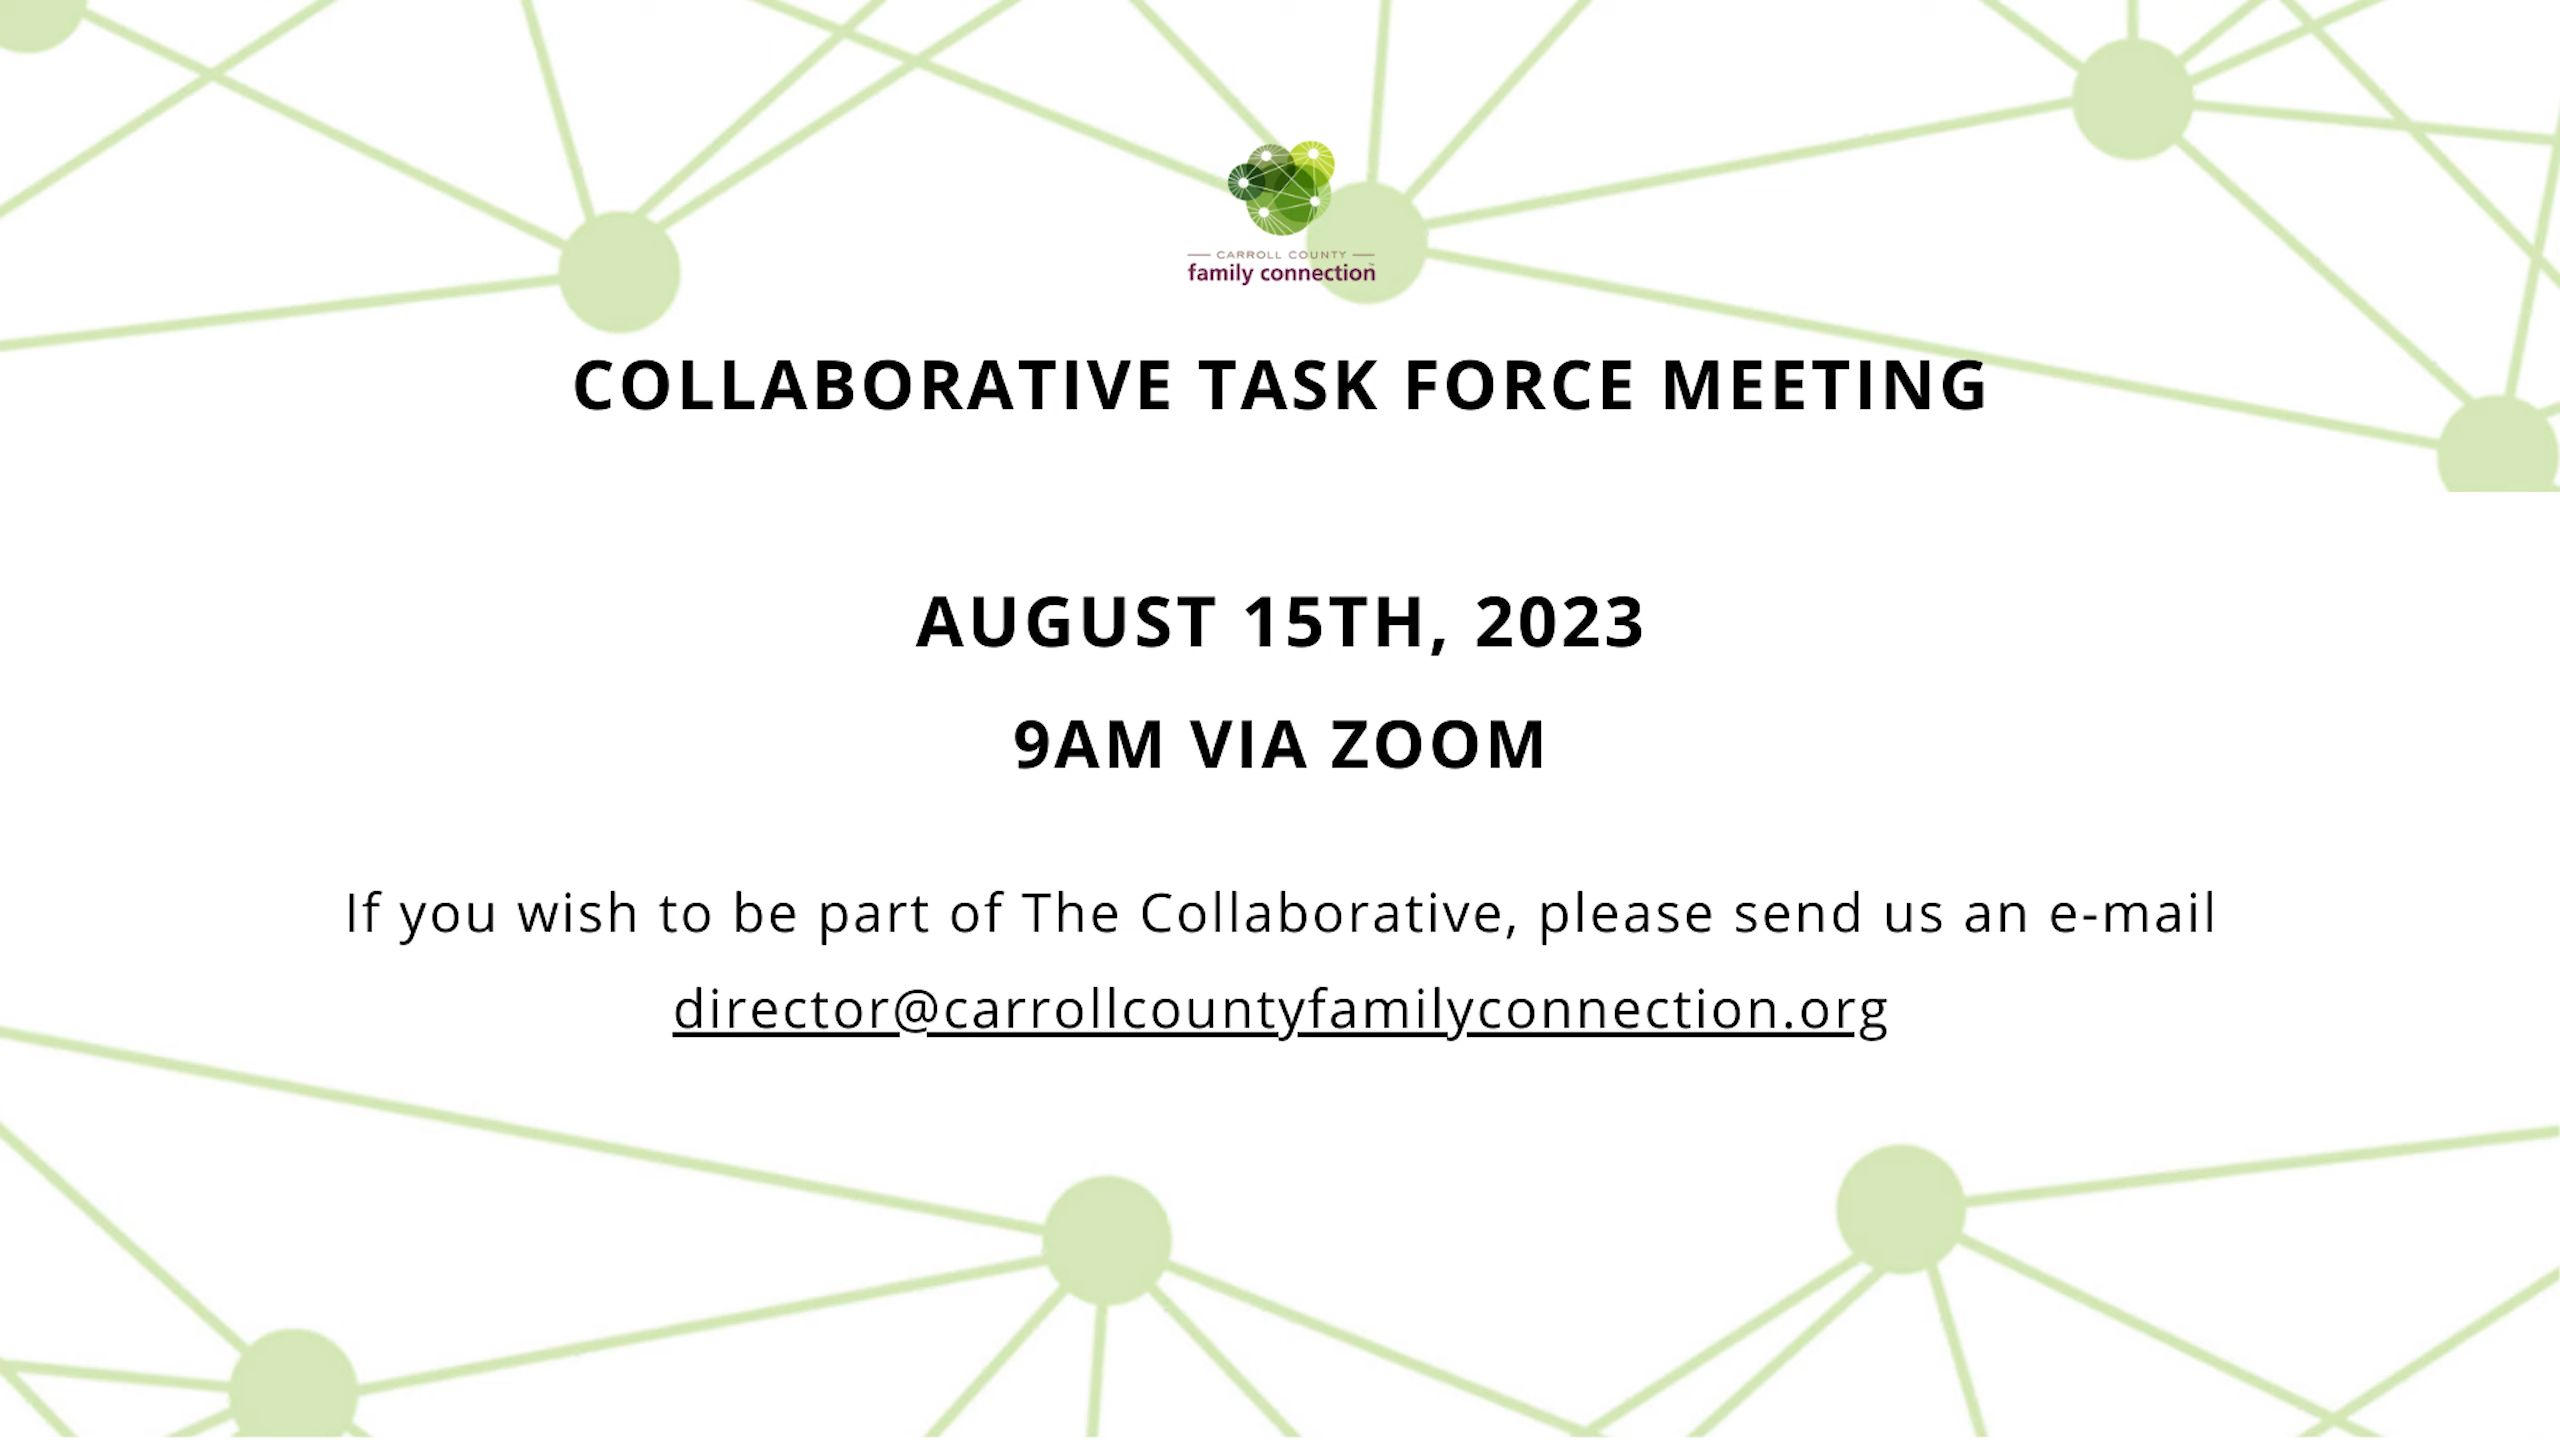 CARROLL COUNTY
family connection
COLLABORATIVE TASK FORCE MEETING
AUGUST 15TH, 2023
9AM VIA ZOOM
If you wish to be part of The Collaborative, please send us an e-mail
director@carrollcountyfamilyconnection.org